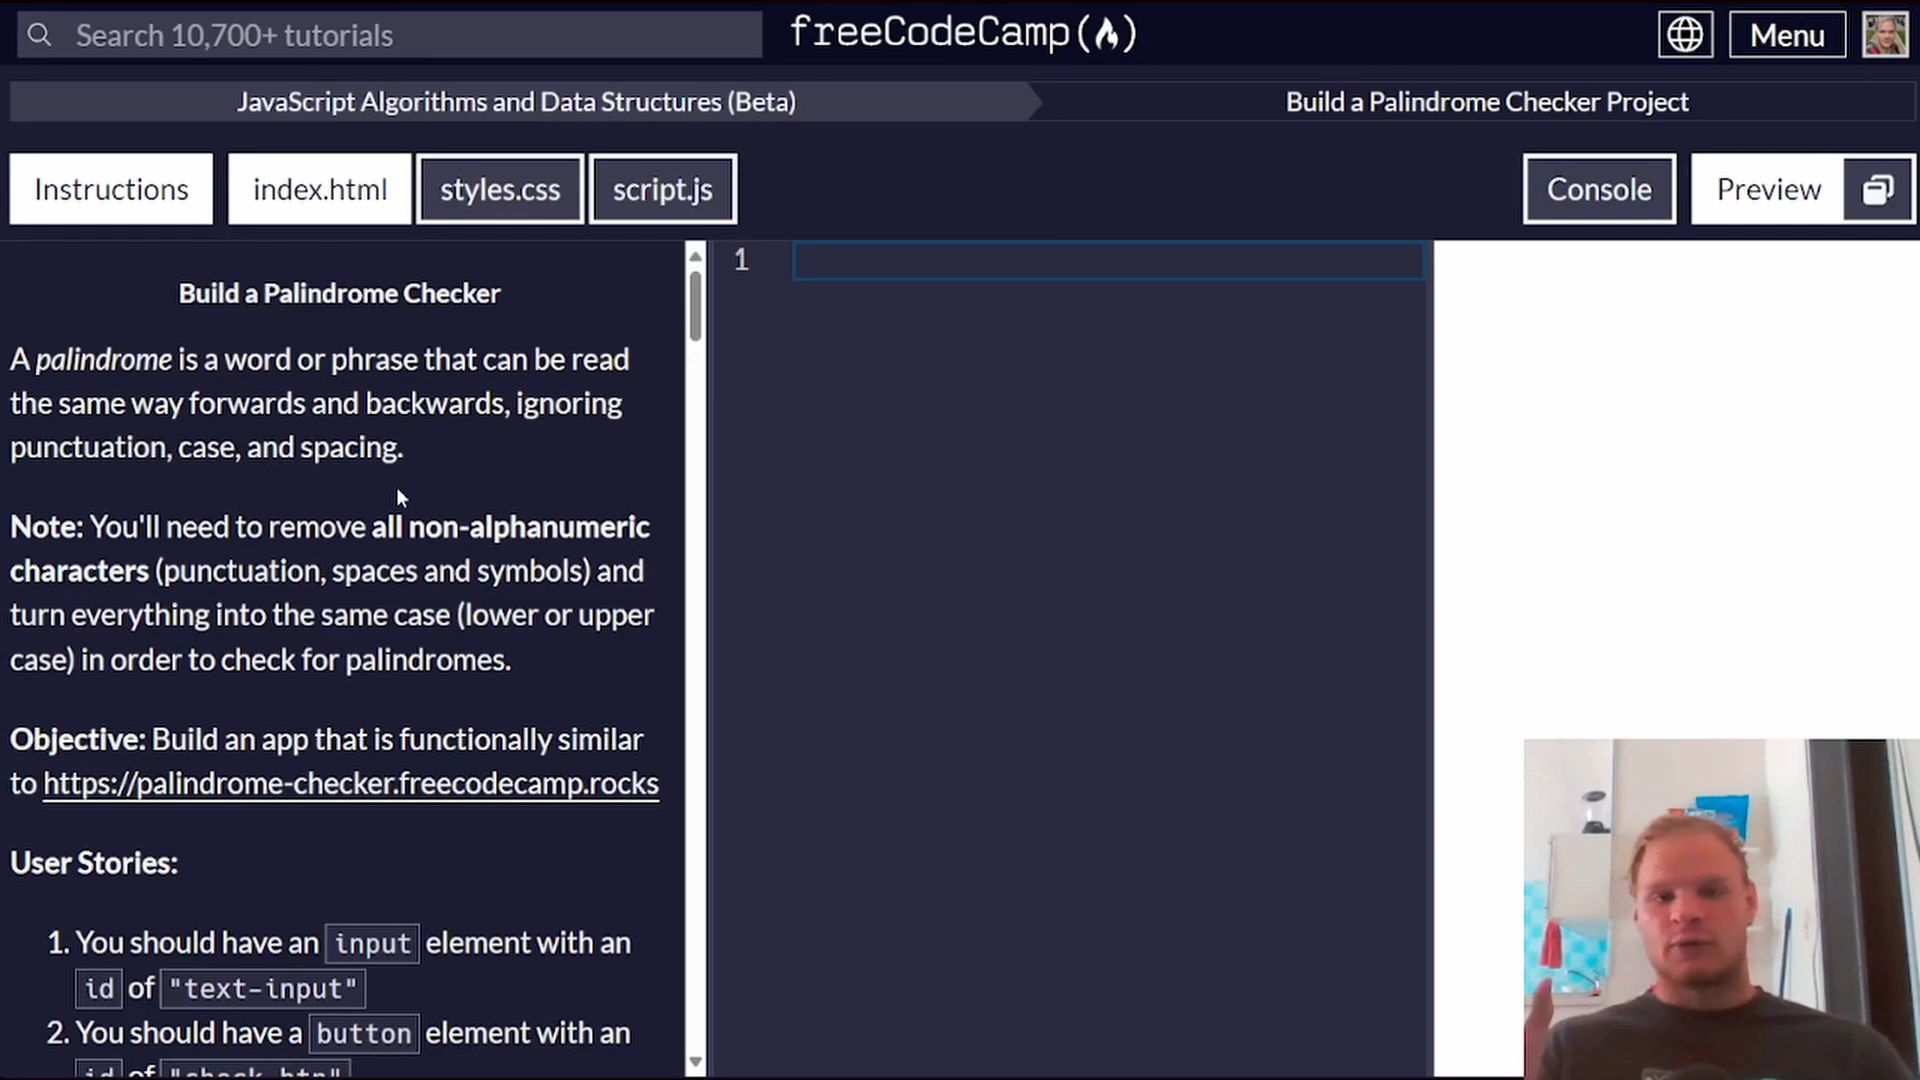 Search 10,700+ tutorials
freeCodeCamp
Menu
JavaScript Algorithms and Data Structures (Beta)
Build a Palindrome Checker Project
Instructions
index.html
styles.css
script.js
Console
Preview
1
Build a Palindrome Checker
A palindrome is a word or phrase that can be read
the same way forwards and backwards, ignoring
punctuation, case, and spacing.
Note: You'll need to remove all non-alphanumeric
characters (punctuation, spaces and symbols) and
turn everything into the same case (lower or upper
case) in order to check for palindromes.
Objective: Build an app that is functionally similar
to https://palindrome-checker.freecodecamp.rocks
User Stories:
1. You should have an input element with an
id of "text-input"
2. You should have a button element with an
id of "check-btn"